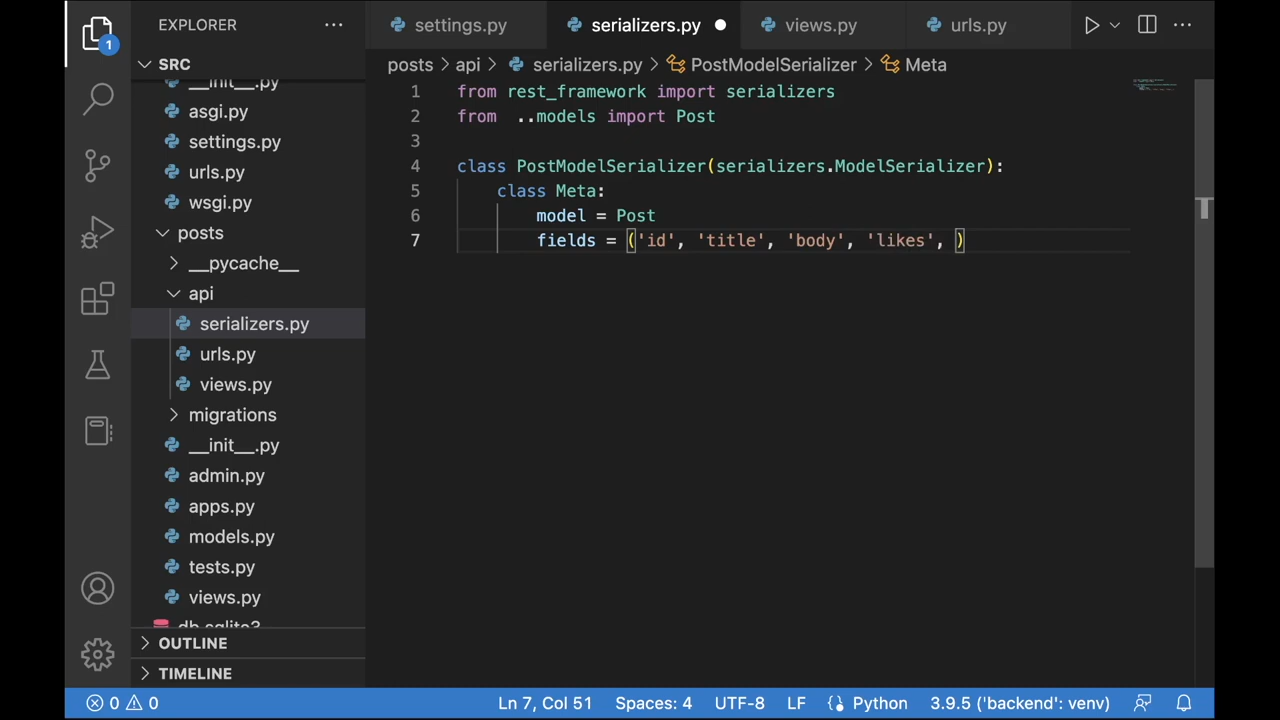 EXPLORER
settings.py
serializers.py
views.py
urls.py
1
SRC
posts > api > serializers.py > PostModelSerializer > Meta
__init__.py
asgi.py
settings.py
urls.py
wsgi.py
posts
__pycache__
api
serializers.py
urls.py
views.py
migrations
__init__.py
admin.py
apps.py
models.py
tests.py
views.py
db.sqlite3
OUTLINE
TIMELINE
1 from rest_framework import serializers
2 from ..models import Post
3
4 class PostModelSerializer(serializers.ModelSerializer):
5 class Meta:
6 model = Post
7 fields = ('id', 'title', 'body', 'likes', )
0 0 Ln 7, Col 51 Spaces: 4 UTF-8 LF Python 3.9.5 ('backend': venv)